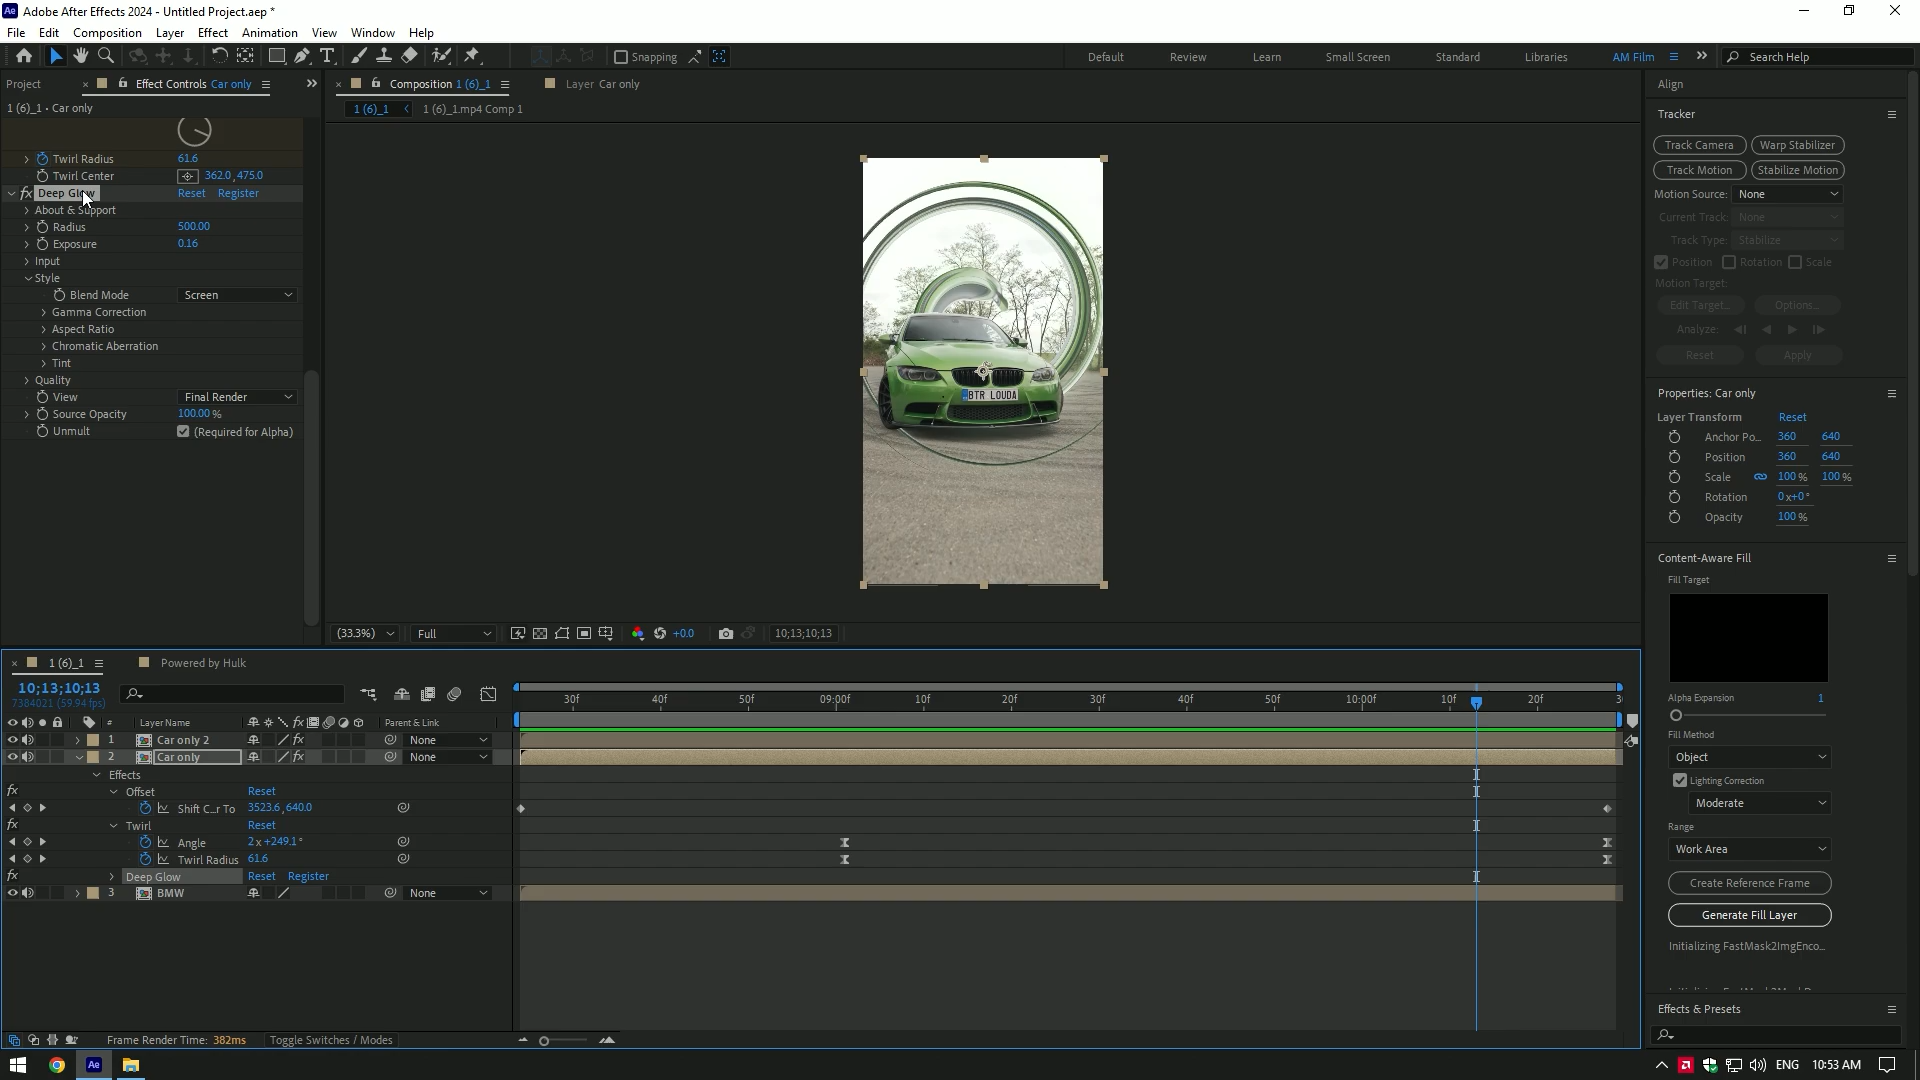 Adobe After Effects 2024 - Untitled Project.aep *
File Edit Composition Layer Effect Animation View Window Help
Snapping
Default Review Learn Small Screen Standard Libraries AM Film Search Help
Project Effect Controls Car only
1 (6)_1 • Car only
Twirl Radius 61.6
Twirl Center 362.0, 475.0
fx Deep Glow Reset Register
About & Support
Radius 500.00
Exposure 0.16
Input
Style
Blend Mode Screen
Gamma Correction
Aspect Ratio
Chromatic Aberration
Tint
Quality
View Final Render
Source Opacity 100.00 %
Unmult (Required for Alpha)
Composition 1 (6)_1 Layer Car only
1 (6)_1 1 (6)_1.mp4 Comp 1
BTR LOUDA
(33.3%) Full +0.0 10;13;10;13
Align
Tracker
Track Camera Warp Stabilizer
Track Motion Stabilize Motion
Motion Source: None
Current Track: None
Track Type: Stabilize
Position Rotation Scale
Motion Target:
Edit Target... Options...
Analyze:
Reset Apply
Properties: Car only
Layer Transform Reset
Anchor Po... 360 640
Position 360 640
Scale 100 % 100 %
Rotation 0x+0°
Opacity 100 %
Content-Aware Fill
Fill Target
Alpha Expansion 1
Fill Method
Object
Lighting Correction
Moderate
Range
Work Area
Create Reference Frame
Generate Fill Layer
Initializing FastMask2ImgEnco...
Effects & Presets
1 (6)_1 Powered by Hulk
10;13;10;13
7384021 (59.94 fps)
30f 40f 50f 09:00f 10f 20f 30f 40f 50f 10:00f 10f 20f 3
# Layer Name fx Parent & Link
1 Car only 2 fx None
2 Car only fx None
Effects
fx Offset Reset
Shift C...r To 3523.6, 640.0
fx Twirl Reset
Angle 2x+249.1°
Twirl Radius 61.6
fx Deep Glow Reset Register
3 BMW None
Frame Render Time: 382ms Toggle Switches / Modes
Ae ENG 10:53 AM